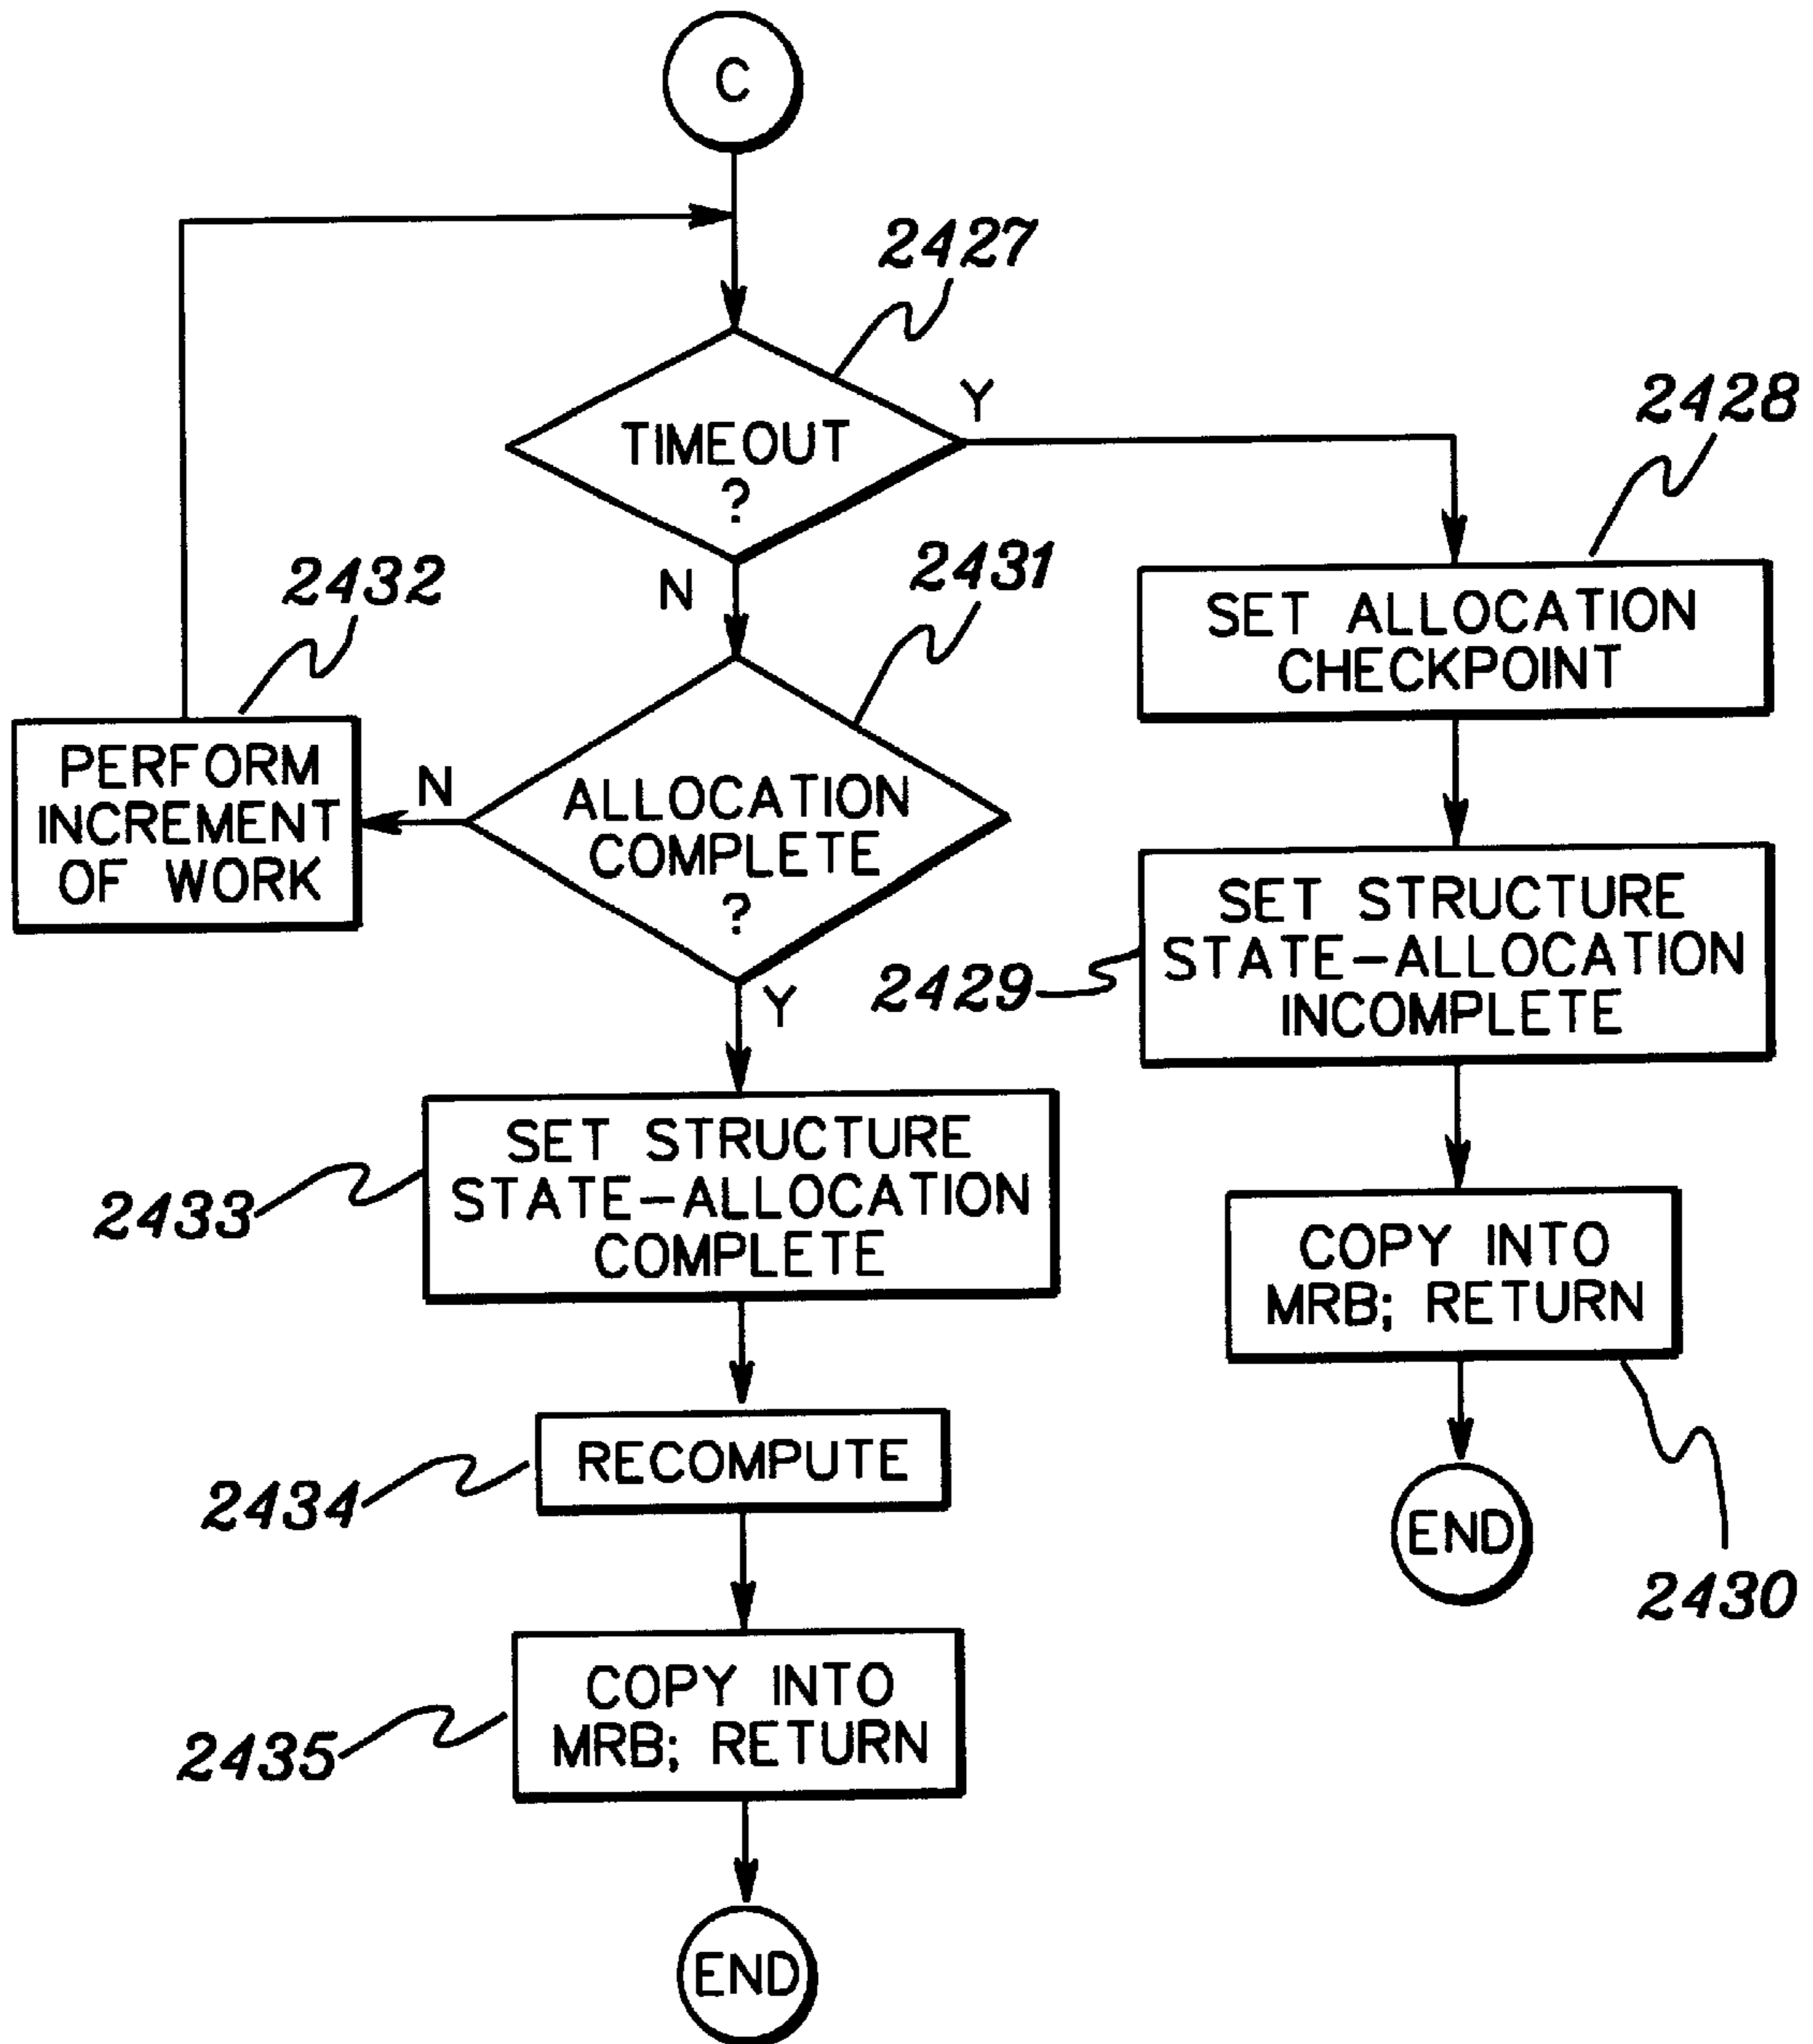 C
2427
TIMEOUT
?
Y
N
2428
SET ALLOCATION
CHECKPOINT
2431
2432
PERFORM
INCREMENT
OF WORK
N
ALLOCATION
COMPLETE
?
Y
2429
SET STRUCTURE
STATE-ALLOCATION
INCOMPLETE
2433
SET STRUCTURE
STATE-ALLOCATION
COMPLETE
COPY INTO
MRB; RETURN
2434
RECOMPUTE
END
2430
2435
COPY INTO
MRB; RETURN
END